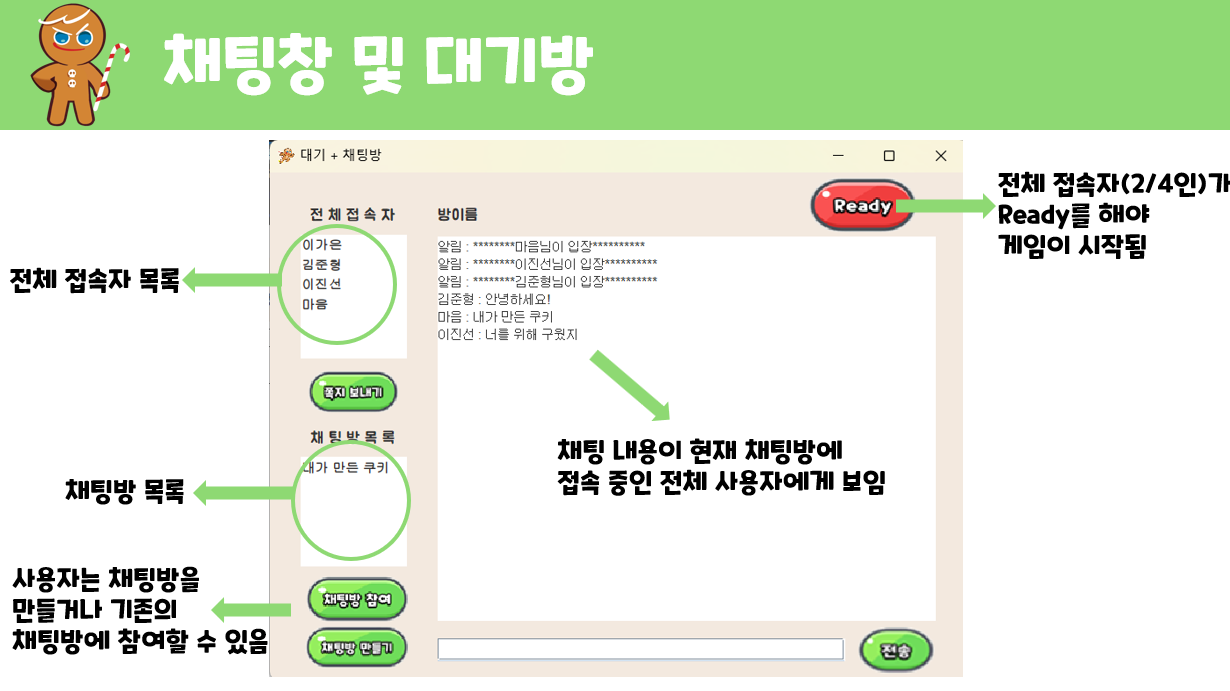 채팅창 및 대기방
대기 + 채팅방
Ready
전체 접속자(2/4인)가
Ready를 해야
게임이 시작됨
전 체 접 속 자
방이름
이가은
김준형
이진선
마음
전체 접속자 목록
알림 : ********마음님이 입장**********
알림 : ********이진선님이 입장**********
알림 : ********김준형님이 입장**********
김준형 : 안녕하세요!
마음 : 내가 만든 쿠키
이진선 : 너를 위해 구웠지
쪽지 보내기
채 팅 방 목 록
내가 만든 쿠키
채팅방 목록
채팅 내용이 현재 채팅방에
접속 중인 전체 사용자에게 보임
사용자는 채팅방을
만들거나 기존의
채팅방에 참여할 수 있음
채팅방 참여
채팅방 만들기
전송